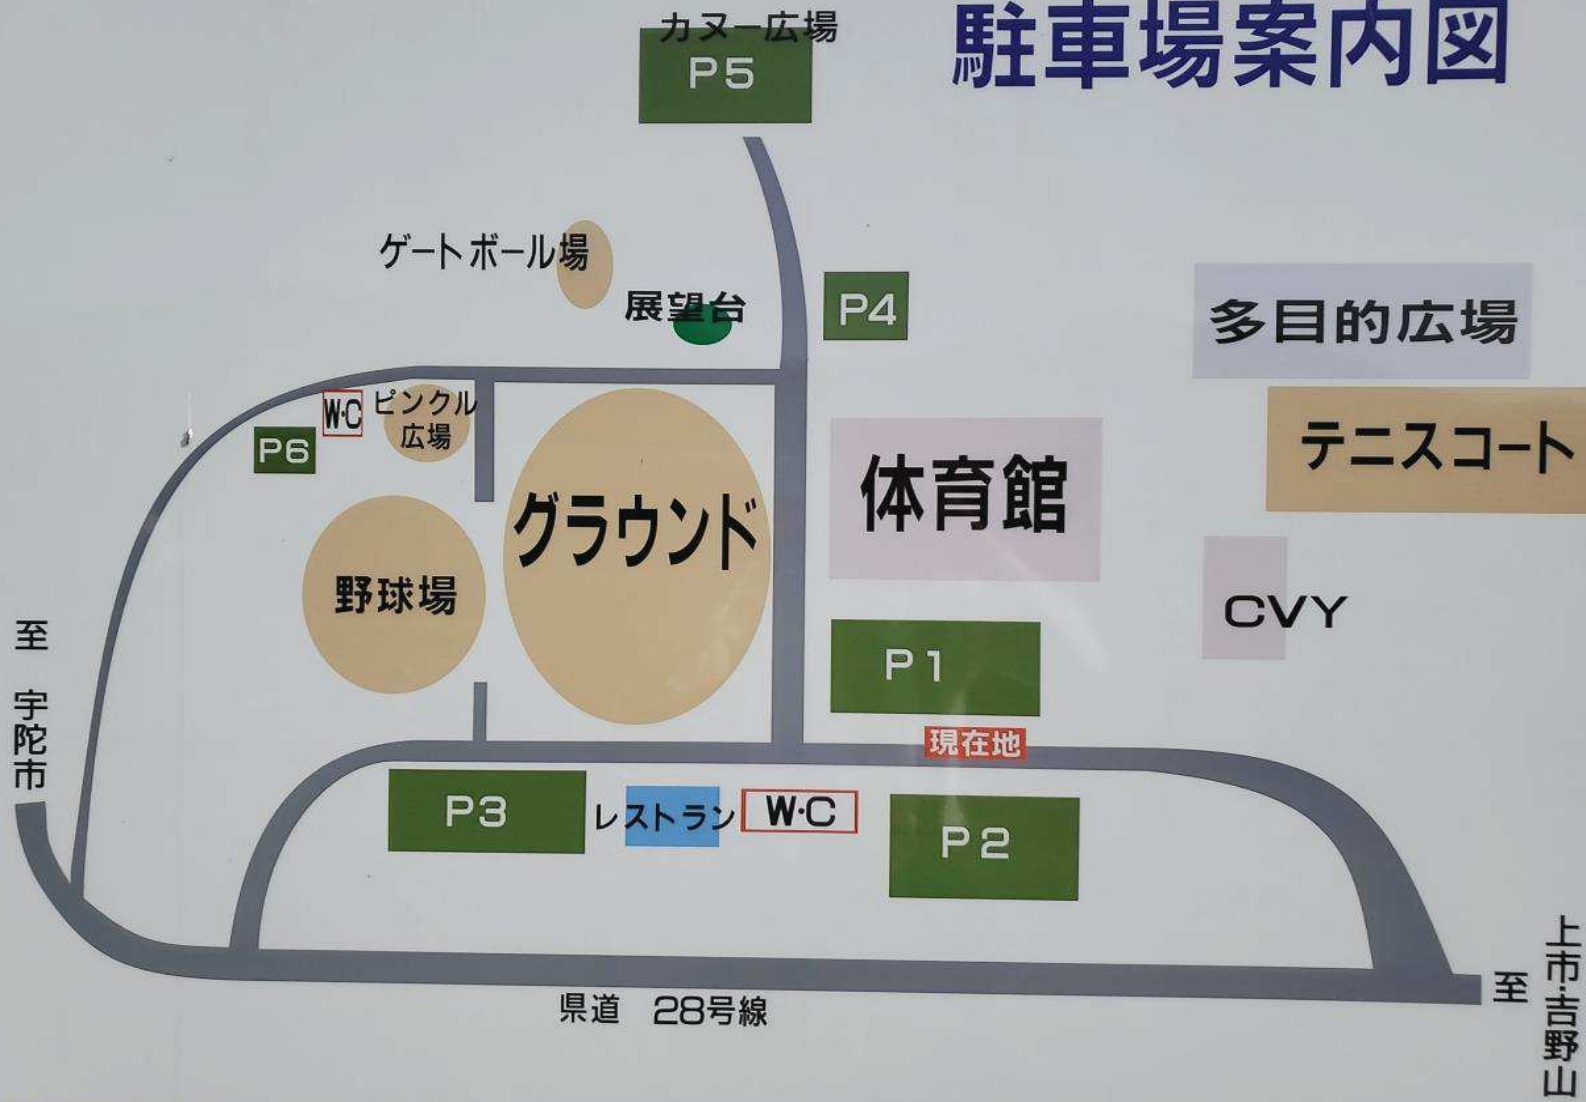 駐車場案内図
カヌー広場
P5
ゲートボール場
展望台
P4
多目的広場
W·C
ピンクル
広場
P6
グラウンド
体育館
テニスコート
野球場
CVY
P1
至 宇陀市
現在地
P3
レストラン
W·C
P2
県道 28号線
至 上市·吉野山